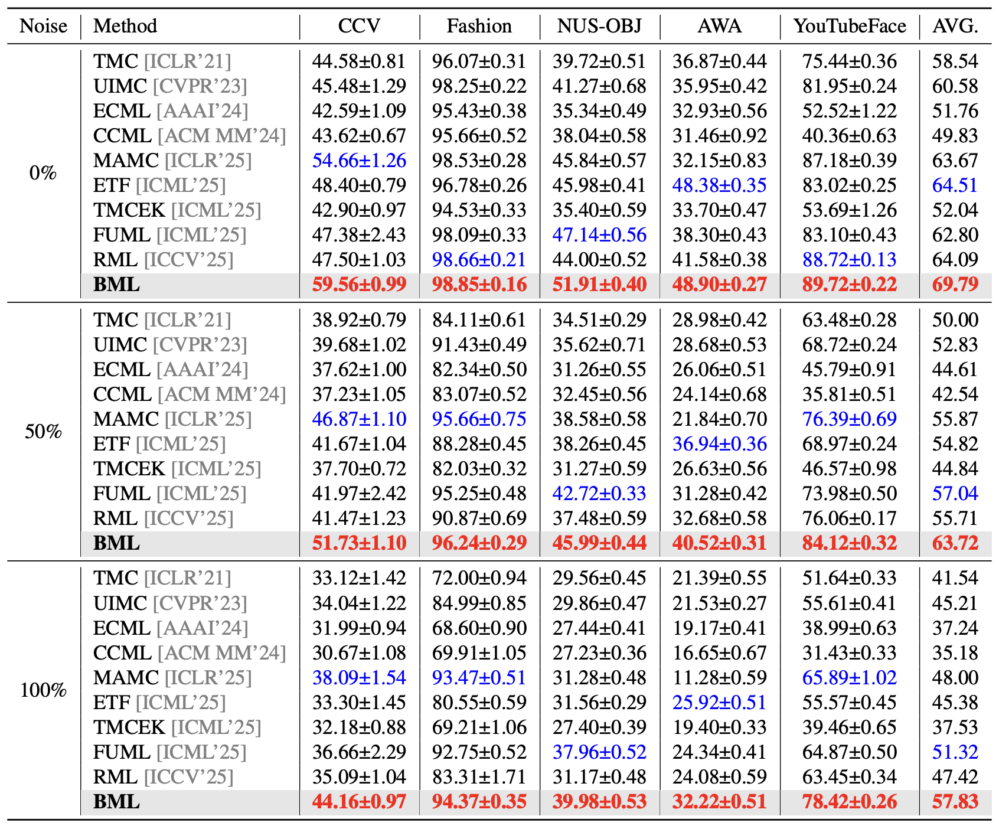 Noise Method CCV Fashion NUS-OBJ AWA YouTubeFace AVG.
TMC [ICLR’21] 44.58±0.81 96.07±0.31 39.72±0.51 36.87±0.44 75.44±0.36 58.54
UIMC [CVPR’23] 45.48±1.29 98.25±0.22 41.27±0.68 35.95±0.42 81.95±0.24 60.58
ECML [AAAI’24] 42.59±1.09 95.43±0.38 35.34±0.49 32.93±0.56 52.52±1.22 51.76
CCML [ACM MM’24] 43.62±0.67 95.66±0.52 38.04±0.58 31.46±0.92 40.36±0.63 49.83
MAMC [ICLR’25] 54.66±1.26 98.53±0.28 45.84±0.57 32.15±0.83 87.18±0.39 63.67
0%
ETF [ICML’25] 48.40±0.79 96.78±0.26 45.98±0.41 48.38±0.35 83.02±0.25 64.51
TMCEK [ICML’25] 42.90±0.97 94.53±0.33 35.40±0.59 33.70±0.47 53.69±1.26 52.04
FUML [ICML’25] 47.38±2.43 98.09±0.33 47.14±0.56 38.30±0.43 83.10±0.43 62.80
RML [ICCV’25] 47.50±1.03 98.66±0.21 44.00±0.52 41.58±0.38 88.72±0.13 64.09
BML 59.56±0.99 98.85±0.16 51.91±0.40 48.90±0.27 89.72±0.22 69.79
TMC [ICLR’21] 38.92±0.79 84.11±0.61 34.51±0.29 28.98±0.42 63.48±0.28 50.00
UIMC [CVPR’23] 39.68±1.02 91.43±0.49 35.62±0.71 28.68±0.53 68.72±0.24 52.83
ECML [AAAI’24] 37.62±1.00 82.34±0.50 31.26±0.55 26.06±0.51 45.79±0.91 44.61
CCML [ACM MM’24] 37.23±1.05 83.07±0.52 32.45±0.56 24.14±0.68 35.81±0.51 42.54
MAMC [ICLR’25] 46.87±1.10 95.66±0.75 38.58±0.58 21.84±0.70 76.39±0.69 55.87
50%
ETF [ICML’25] 41.67±1.04 88.28±0.45 38.26±0.45 36.94±0.36 68.97±0.24 54.82
TMCEK [ICML’25] 37.70±0.72 82.03±0.32 31.27±0.59 26.63±0.56 46.57±0.98 44.84
FUML [ICML’25] 41.97±2.42 95.25±0.48 42.72±0.33 31.28±0.42 73.98±0.50 57.04
RML [ICCV’25] 41.47±1.23 90.87±0.69 37.48±0.59 32.68±0.58 76.06±0.17 55.71
BML 51.73±1.10 96.24±0.29 45.99±0.44 40.52±0.31 84.12±0.32 63.72
TMC [ICLR’21] 33.12±1.42 72.00±0.94 29.56±0.45 21.39±0.55 51.64±0.33 41.54
UIMC [CVPR’23] 34.04±1.22 84.99±0.85 29.86±0.47 21.53±0.27 55.61±0.41 45.21
ECML [AAAI’24] 31.99±0.94 68.60±0.90 27.44±0.41 19.17±0.41 38.99±0.63 37.24
CCML [ACM MM’24] 30.67±1.08 69.91±1.05 27.23±0.36 16.65±0.67 31.43±0.33 35.18
MAMC [ICLR’25] 38.09±1.54 93.47±0.51 31.28±0.48 11.28±0.59 65.89±1.02 48.00
100%
ETF [ICML’25] 33.30±1.45 80.55±0.59 31.56±0.29 25.92±0.51 55.57±0.45 45.38
TMCEK [ICML’25] 32.18±0.88 69.21±1.06 27.40±0.39 19.40±0.33 39.46±0.65 37.53
FUML [ICML’25] 36.66±2.29 92.75±0.52 37.96±0.52 24.34±0.41 64.87±0.50 51.32
RML [ICCV’25] 35.09±1.04 83.31±1.71 31.17±0.48 24.08±0.59 63.45±0.34 47.42
BML 44.16±0.97 94.37±0.35 39.98±0.53 32.22±0.51 78.42±0.26 57.83